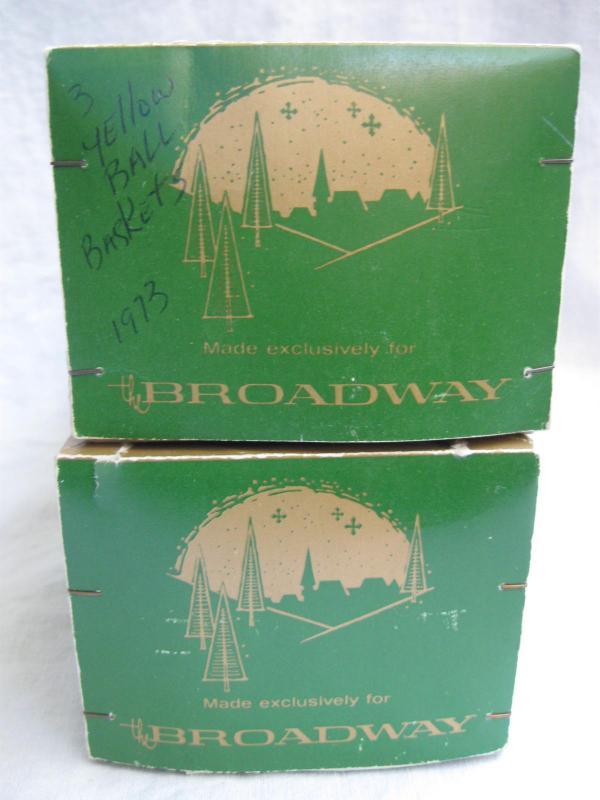 3
YEllow
BALL
BasKets
1973
Made exclusively for
the BROADWAY
Made exclusively for
the BROADWAY